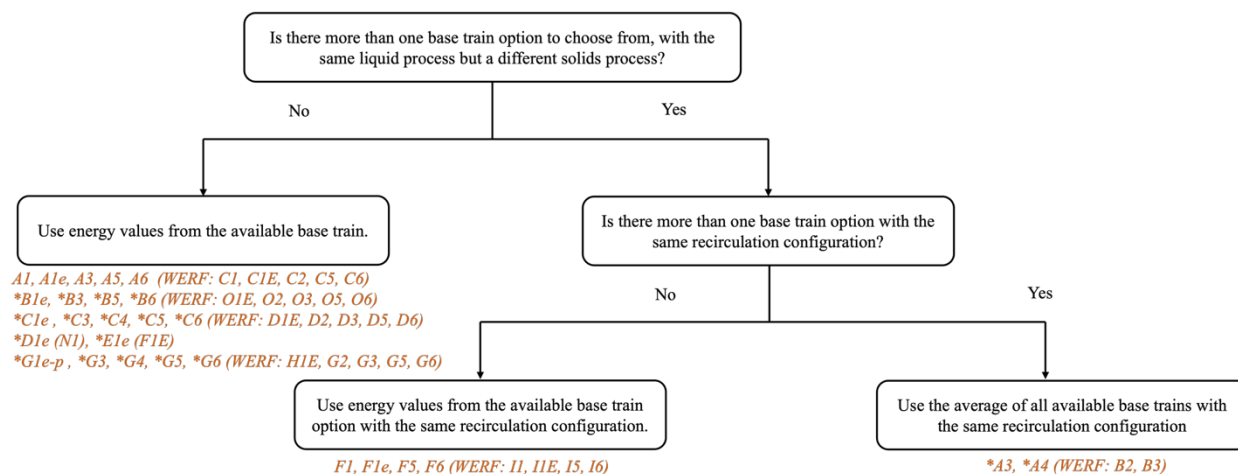 Is there more than one base train option to choose from, with the
same liquid process but a different solids process?
No
Yes
Use energy values from the available base train.
Is there more than one base train option with the
same recirculation configuration?
A1, A1e, A3, A5, A6 (WERF: C1, C1E, C2, C5, C6)
*B1e, *B3, *B5, *B6 (WERF: O1E, O2, O3, O5, O6)
*C1e , *C3, *C4, *C5, *C6 (WERF: D1E, D2, D3, D5, D6)
*D1e (N1), *E1e (F1E)
*G1e-p , *G3, *G4, *G5, *G6 (WERF: H1E, G2, G3, G5, G6)
No
Yes
Use energy values from the available base train
option with the same recirculation configuration.
Use the average of all available base trains with
the same recirculation configuration
F1, F1e, F5, F6 (WERF: I1, I1E, I5, I6)
*A3, *A4 (WERF: B2, B3)